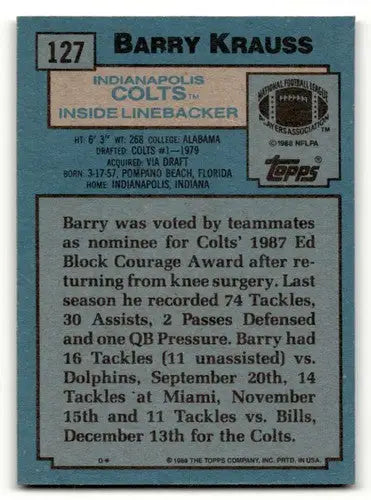 127 BARRY KRAUSS
INDIANAPOLIS
COLTS™
INSIDE LINEBACKER
NATIONAL FOOTBALL LEAGUE
PLAYERS ASSOCIATION
©1988 NFLPA
TOPPS
HT: 6' 3" WT: 268 COLLEGE: ALABAMA
DRAFTED: COLTS #1—1979
ACQUIRED: VIA DRAFT
BORN: 3-17-57, POMPANO BEACH, FLORIDA
HOME: INDIANAPOLIS, INDIANA
Barry was voted by teammates
as nominee for Colts' 1987 Ed
Block Courage Award after re-
turning from knee surgery. Last
season he recorded 74 Tackles,
30 Assists, 2 Passes Defensed
and one QB Pressure. Barry had
16 Tackles (11 unassisted) vs.
Dolphins, September 20th, 14
Tackles at Miami, November
15th and 11 Tackles vs. Bills,
December 13th for the Colts.
D* ©1988 THE TOPPS COMPANY, INC. PRTD. IN U.S.A.